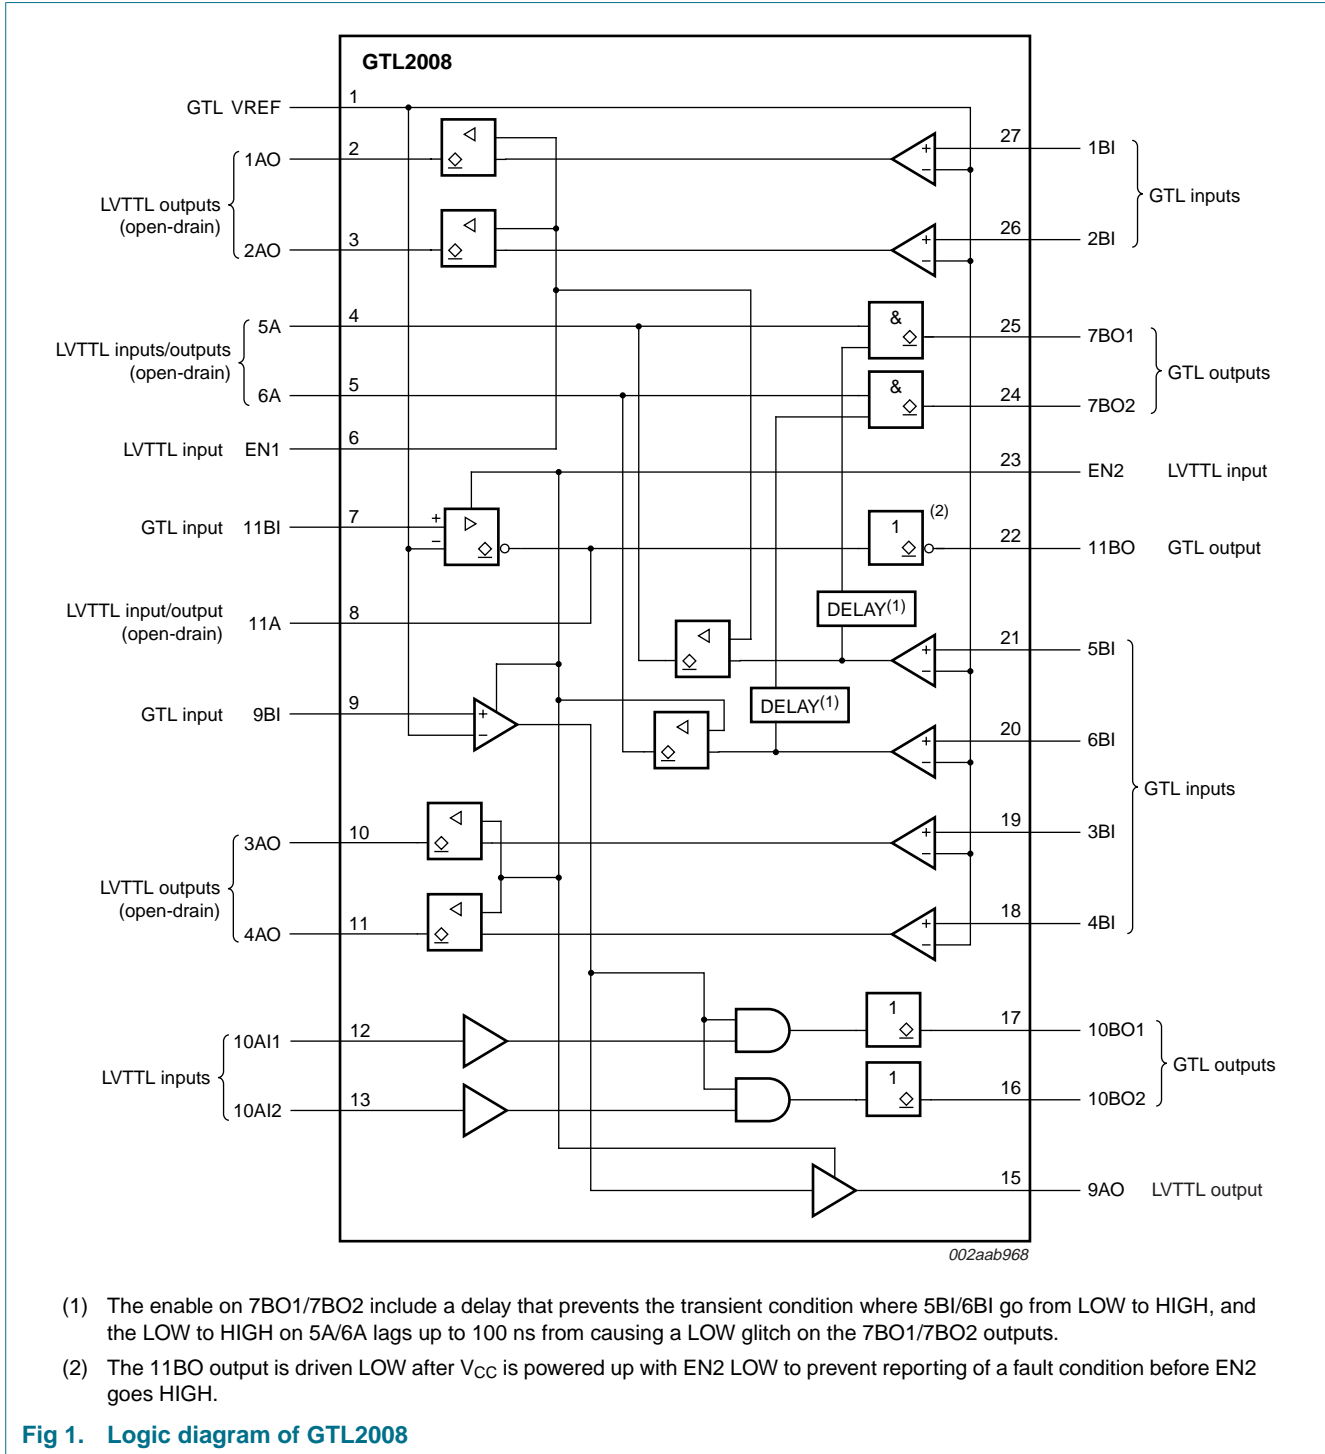 GTL2008
GTL VREF 1
1AO 2
LVTTL outputs
(open-drain)
2AO 3
27 1BI
GTL inputs
26 2BI
5A 4
LVTTL inputs/outputs
(open-drain)
6A 5
& 25 7BO1
GTL outputs
& 24 7BO2
LVTTL input EN1 6
23 EN2 LVTTL input
GTL input 11BI 7
+
−
1 (2) 22 11BO GTL output
LVTTL input/output
(open-drain)
11A 8
DELAY(1)
+
−
21 5BI
GTL input 9BI 9
+
−
DELAY(1)
+
−
20 6BI
GTL inputs
3AO 10
LVTTL outputs
(open-drain)
4AO 11
+
−
19 3BI
+
−
18 4BI
10AI1 12
LVTTL inputs
10AI2 13
1 17 10BO1
GTL outputs
1 16 10BO2
15 9AO LVTTL output
002aab968
(1) The enable on 7BO1/7BO2 include a delay that prevents the transient condition where 5BI/6BI go from LOW to HIGH, and
the LOW to HIGH on 5A/6A lags up to 100 ns from causing a LOW glitch on the 7BO1/7BO2 outputs.
(2) The 11BO output is driven LOW after VCC is powered up with EN2 LOW to prevent reporting of a fault condition before EN2
goes HIGH.
Fig 1. Logic diagram of GTL2008